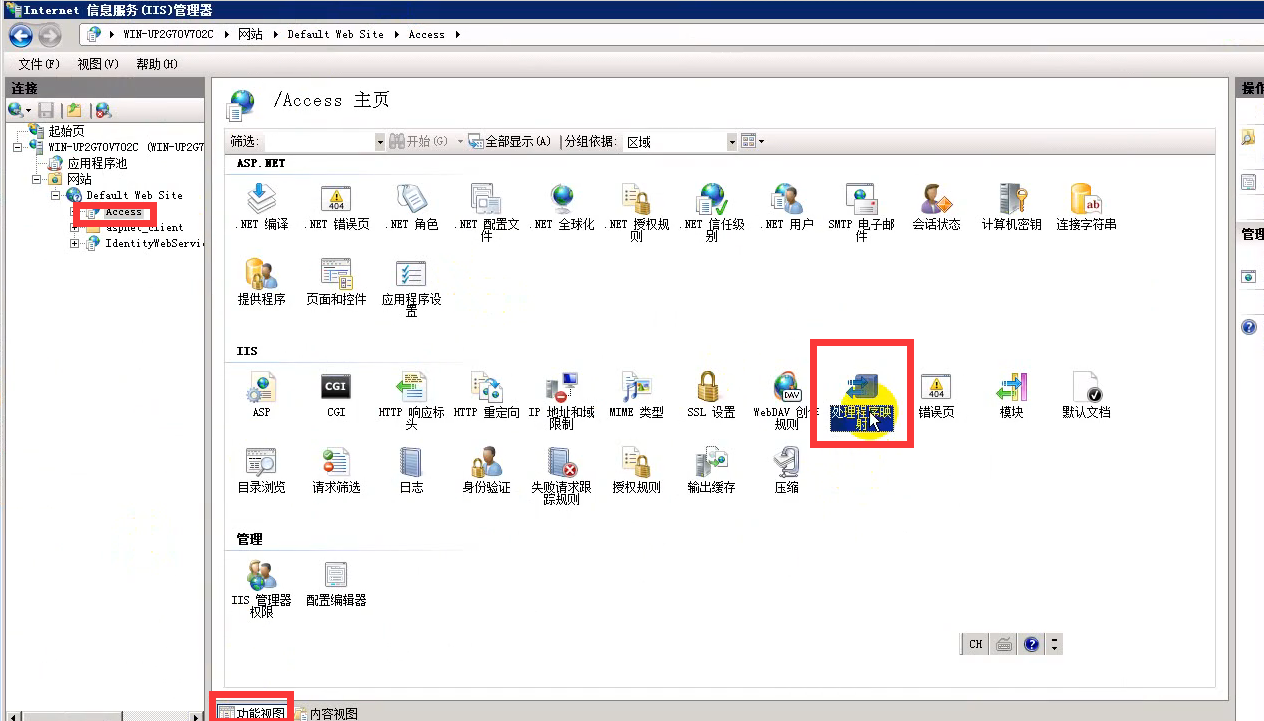 Internet 信息服务(IIS)管理器
WIN-UP2G70V702C 网站 Default Web Site Access
文件(F) 视图(V) 帮助(H)
连接
起始页
WIN-UP2G70V702C (WIN-UP2G7
应用程序池
网站
Default Web Site
Access
aspnet_client
IdentityWebServi
/Access 主页
筛选: 开始(G) 全部显示(A) 分组依据: 区域
ASP.NET
.NET 编译 .NET 错误页 .NET 角色 .NET 配置文件 .NET 全球化 .NET 授权规则 .NET 信任级别 .NET 用户 SMTP 电子邮件 会话状态 计算机密钥 连接字符串
提供程序 页面和控件 应用程序设置
IIS
ASP CGI HTTP 响应标头 HTTP 重定向 IP 地址和域限制 MIME 类型 SSL 设置 WebDAV 创作规则 处理程序映射 错误页 模块 默认文档
目录浏览 请求筛选 日志 身份验证 失败请求跟踪规则 授权规则 输出缓存 压缩
管理
IIS 管理器权限 配置编辑器
CH
功能视图 内容视图
操作
管理